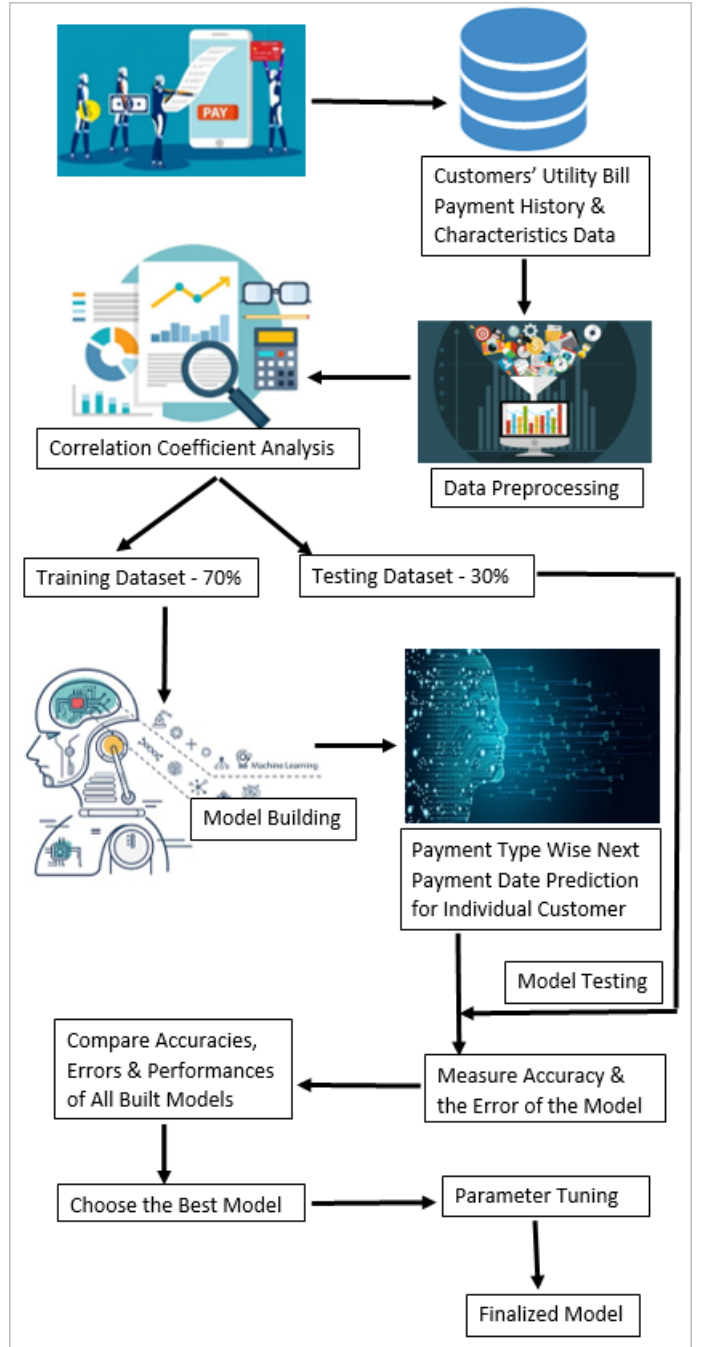 PAY
Customers' Utility Bill
Payment History &
Characteristics Data
Data Preprocessing
Correlation Coefficient Analysis
Training Dataset - 70%
Testing Dataset - 30%
Machine Learning
Model Building
Payment Type Wise Next
Payment Date Prediction
for Individual Customer
Model Testing
Measure Accuracy &
the Error of the Model
Compare Accuracies,
Errors & Performances
of All Built Models
Choose the Best Model
Parameter Tuning
Finalized Model